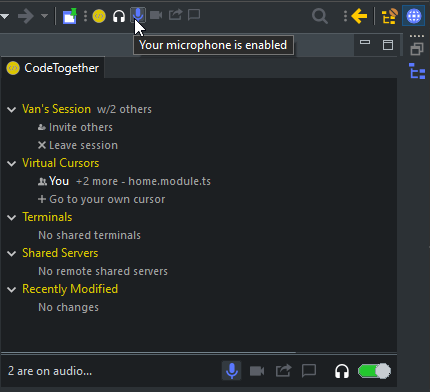 Your microphone is enabled
CodeTogether
Van's Session w/2 others
Invite others
Leave session
Virtual Cursors
You +2 more - home.module.ts
Go to your own cursor
Terminals
No shared terminals
Shared Servers
No remote shared servers
Recently Modified
No changes
2 are on audio...